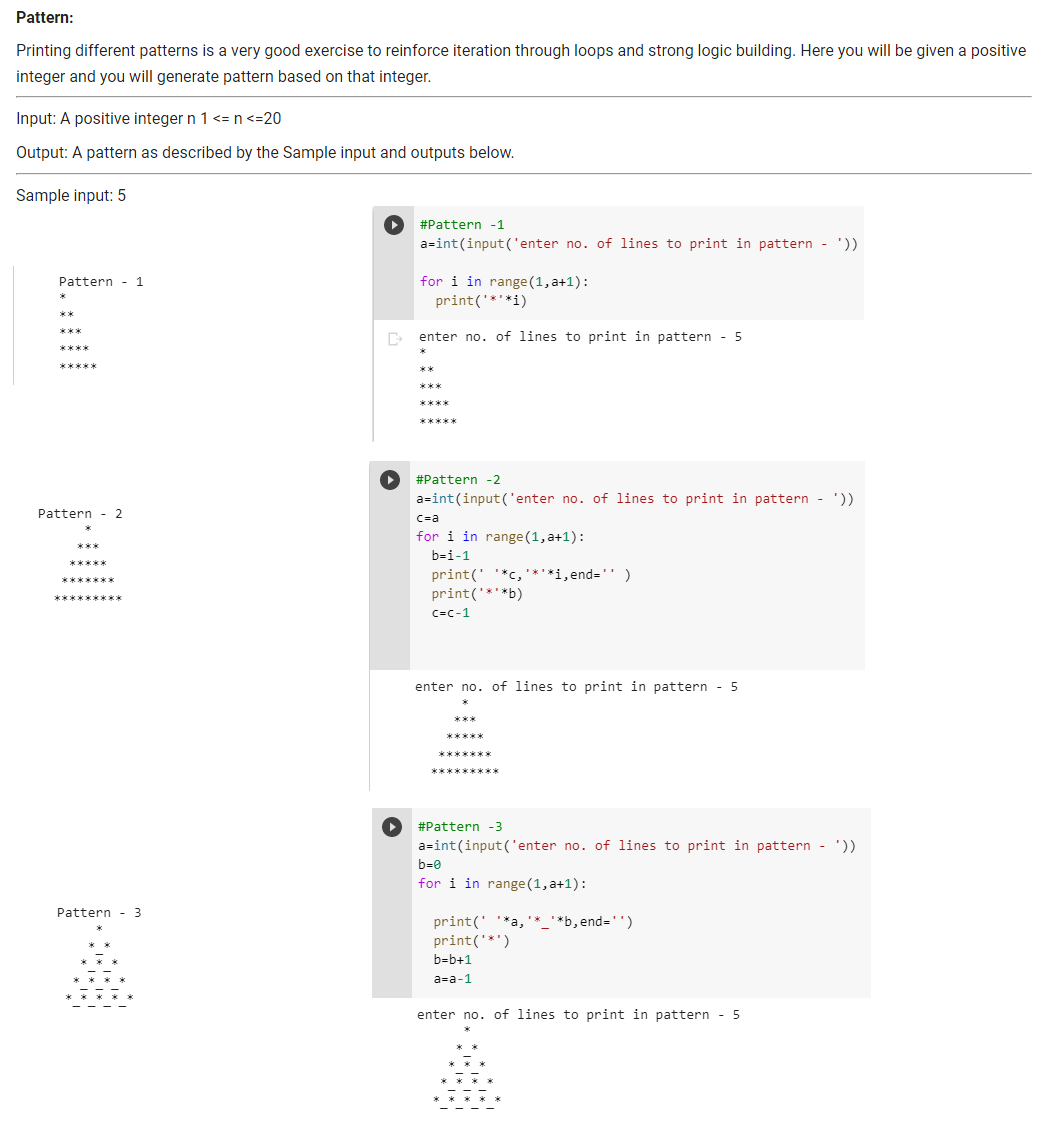 Pattern:
Printing different patterns is a very good exercise to reinforce iteration through loops and strong logic building. Here you will be given a positive
integer and you will generate pattern based on that integer.
Input: A positive integer n 1 <= n <=20
Output: A pattern as described by the Sample input and outputs below.
Sample input: 5
Pattern - 1
*
**
***
****
*****
#Pattern -1
a=int(input('enter no. of lines to print in pattern - '))
for i in range(1,a+1):
  print('*'*i)
enter no. of lines to print in pattern - 5
*
**
***
****
*****
Pattern - 2
    *
   ***
  *****
 *******
*********
#Pattern -2
a=int(input('enter no. of lines to print in pattern - '))
c=a
for i in range(1,a+1):
  b=i-1
  print(' '*c,'*'*i,end='' )
  print('*'*b)
  c=c-1
enter no. of lines to print in pattern - 5
    *
   ***
  *****
 *******
*********
Pattern - 3
    *
   *_*
  *_*_*
 *_*_*_*
*_*_*_*_*
#Pattern -3
a=int(input('enter no. of lines to print in pattern - '))
b=0
for i in range(1,a+1):
  print(' '*a,'*_'*b,end='')
  print('*')
  b=b+1
  a=a-1
enter no. of lines to print in pattern - 5
    *
   *_*
  *_*_*
 *_*_*_*
*_*_*_*_*